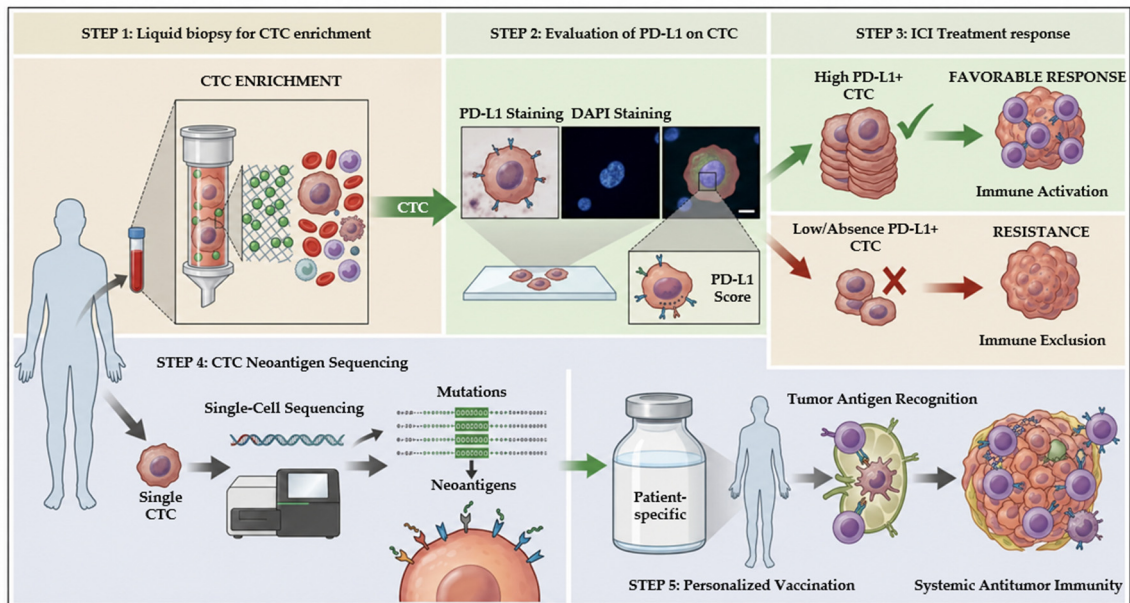 STEP 1: Liquid biopsy for CTC enrichment
CTC ENRICHMENT
CTC
STEP 2: Evaluation of PD-L1 on CTC
PD-L1 Staining
DAPI Staining
PD-L1
Score
STEP 3: ICI Treatment response
High PD-L1+
CTC
FAVORABLE RESPONSE
Immune Activation
Low/Absence PD-L1+
CTC
RESISTANCE
Immune Exclusion
STEP 4: CTC Neoantigen Sequencing
Single
CTC
Single-Cell Sequencing
Mutations
Neoantigens
Patient-
specific
STEP 5: Personalized Vaccination
Tumor Antigen Recognition
Systemic Antitumor Immunity